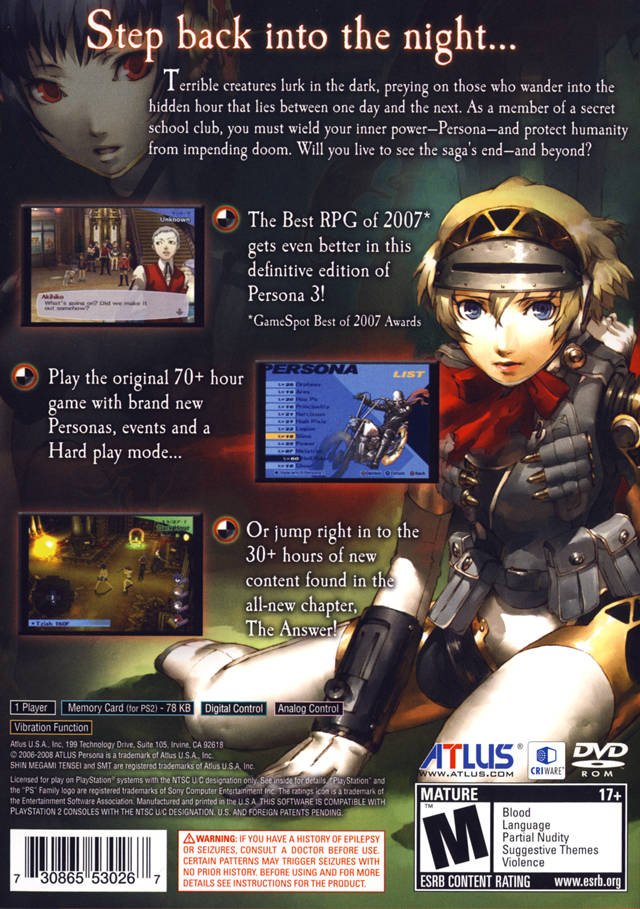 Step back into the night...
Terrible creatures lurk in the dark, preying on those who wander into the
hidden hour that lies between one day and the next. As a member of a secret
school club, you must wield your inner power—Persona—and protect humanity
from impending doom. Will you live to see the saga's end—and beyond?
Unknown
Akihiko
What's going on? Did we make it
out somehow?
The Best RPG of 2007*
gets even better in this
definitive edition of
Persona 3!
*GameSpot Best of 2007 Awards
Play the original 70+ hour
game with brand new
Personas, events and a
Hard play mode...
PERSONA
LIST
Or jump right in to the
30+ hours of new
content found in the
all-new chapter,
The Answer!
1 Player
Memory Card (for PS2) - 78 KB
Digital Control
Analog Control
Vibration Function
Atlus U.S.A., Inc. 199 Technology Drive, Suite 105, Irvine, CA 92618
© 2006-2008 ATLUS Persona is a trademark of Atlus U.S.A., Inc.
SHIN MEGAMI TENSEI and SMT are registered trademarks of Atlus U.S.A., Inc.
Licensed for play on PlayStation® systems with the NTSC U/C designation only. See inside for details. "PlayStation" and
the "PS" Family logo are registered trademarks of Sony Computer Entertainment Inc. The ratings icon is a trademark of
the Entertainment Software Association. Manufactured and printed in the U.S.A. THIS SOFTWARE IS COMPATIBLE WITH
PLAYSTATION 2 CONSOLES WITH THE NTSC U/C DESIGNATION. U.S. AND FOREIGN PATENTS PENDING.
ATLUS®
WWW.ATLUS.COM
CRIWARE™
DVD
ROM
7 30865 53026 7
WARNING: IF YOU HAVE A HISTORY OF EPILEPSY
OR SEIZURES, CONSULT A DOCTOR BEFORE USE.
CERTAIN PATTERNS MAY TRIGGER SEIZURES WITH
NO PRIOR HISTORY. BEFORE USING AND FOR MORE
DETAILS SEE INSTRUCTIONS FOR THE PRODUCT.
MATURE 17+
M
Blood
Language
Partial Nudity
Suggestive Themes
Violence
ESRB CONTENT RATING www.esrb.org